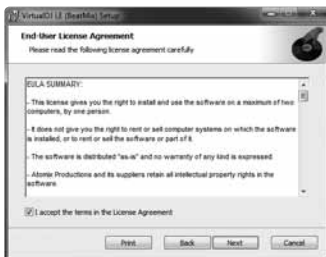 VirtualDJ LE (BearMix) Setup
End-User License Agreement
Please read the following license agreement carefully
EULA SUMMARY:
- This license gives you the right to install and use the software on a maximum of two
computers, by one person.
- It does not give you the right to rent or sell computer systems on which the software
is installed, or to rent or sell the software or part of it.
- The software is distributed "as-is" and no warranty of any kind is expressed.
- Atomix Productions and its suppliers retain all intellectual property rights in the
software.
I accept the terms in the License Agreement
Print
Back
Next
Cancel